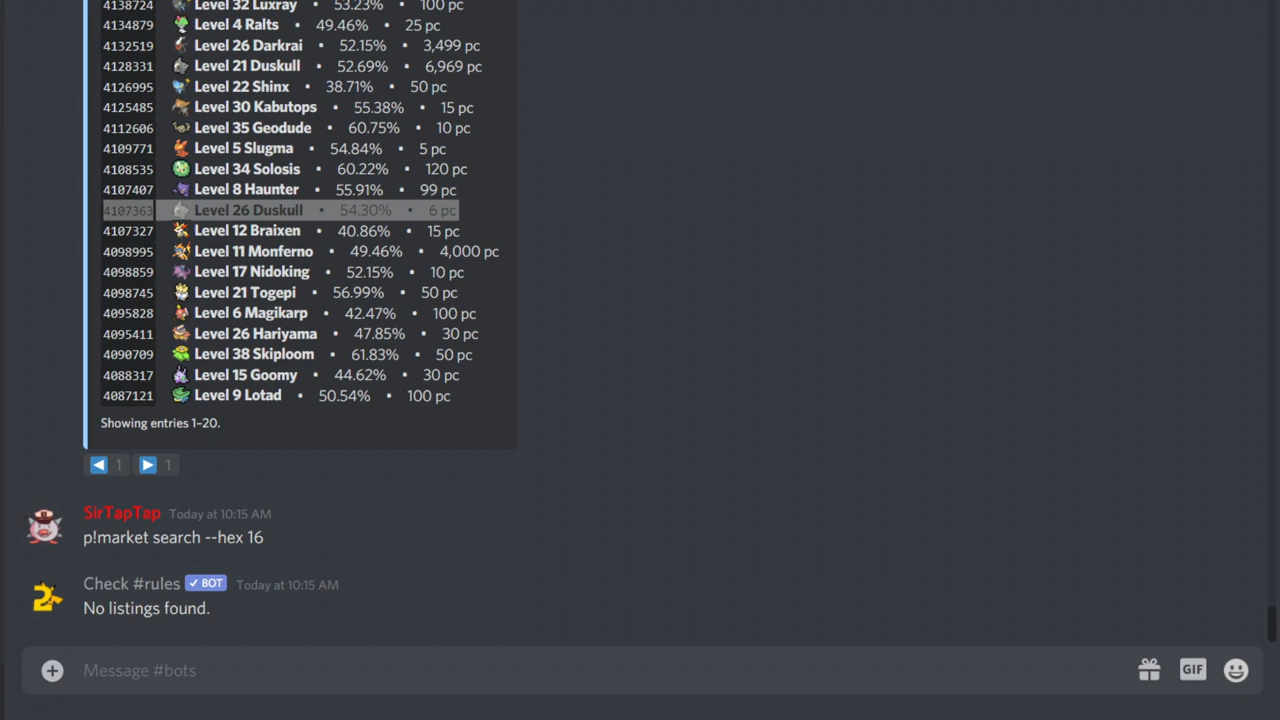 4138724 Level 32 Luxray • 53.23% • 100 pc
4134879 Level 4 Ralts • 49.46% • 25 pc
4132519 Level 26 Darkrai • 52.15% • 3,499 pc
4128331 Level 21 Duskull • 52.69% • 6,969 pc
4126995 Level 22 Shinx • 38.71% • 50 pc
4125485 Level 30 Kabutops • 55.38% • 15 pc
4112606 Level 35 Geodude • 60.75% • 10 pc
4109771 Level 5 Slugma • 54.84% • 5 pc
4108535 Level 34 Solosis • 60.22% • 120 pc
4107407 Level 8 Haunter • 55.91% • 99 pc
4107363 Level 26 Duskull • 54.30% • 6 pc
4107327 Level 12 Braixen • 40.86% • 15 pc
4098995 Level 11 Monferno • 49.46% • 4,000 pc
4098859 Level 17 Nidoking • 52.15% • 10 pc
4098745 Level 21 Togepi • 56.99% • 50 pc
4095828 Level 6 Magikarp • 42.47% • 100 pc
4095411 Level 26 Hariyama • 47.85% • 30 pc
4090709 Level 38 Skiploom • 61.83% • 50 pc
4088317 Level 15 Goomy • 44.62% • 30 pc
4087121 Level 9 Lotad • 50.54% • 100 pc
Showing entries 1–20.
1 1
SirTapTap Today at 10:15 AM
p!market search --hex 16
Check #rules BOT Today at 10:15 AM
No listings found.
Message #bots GIF